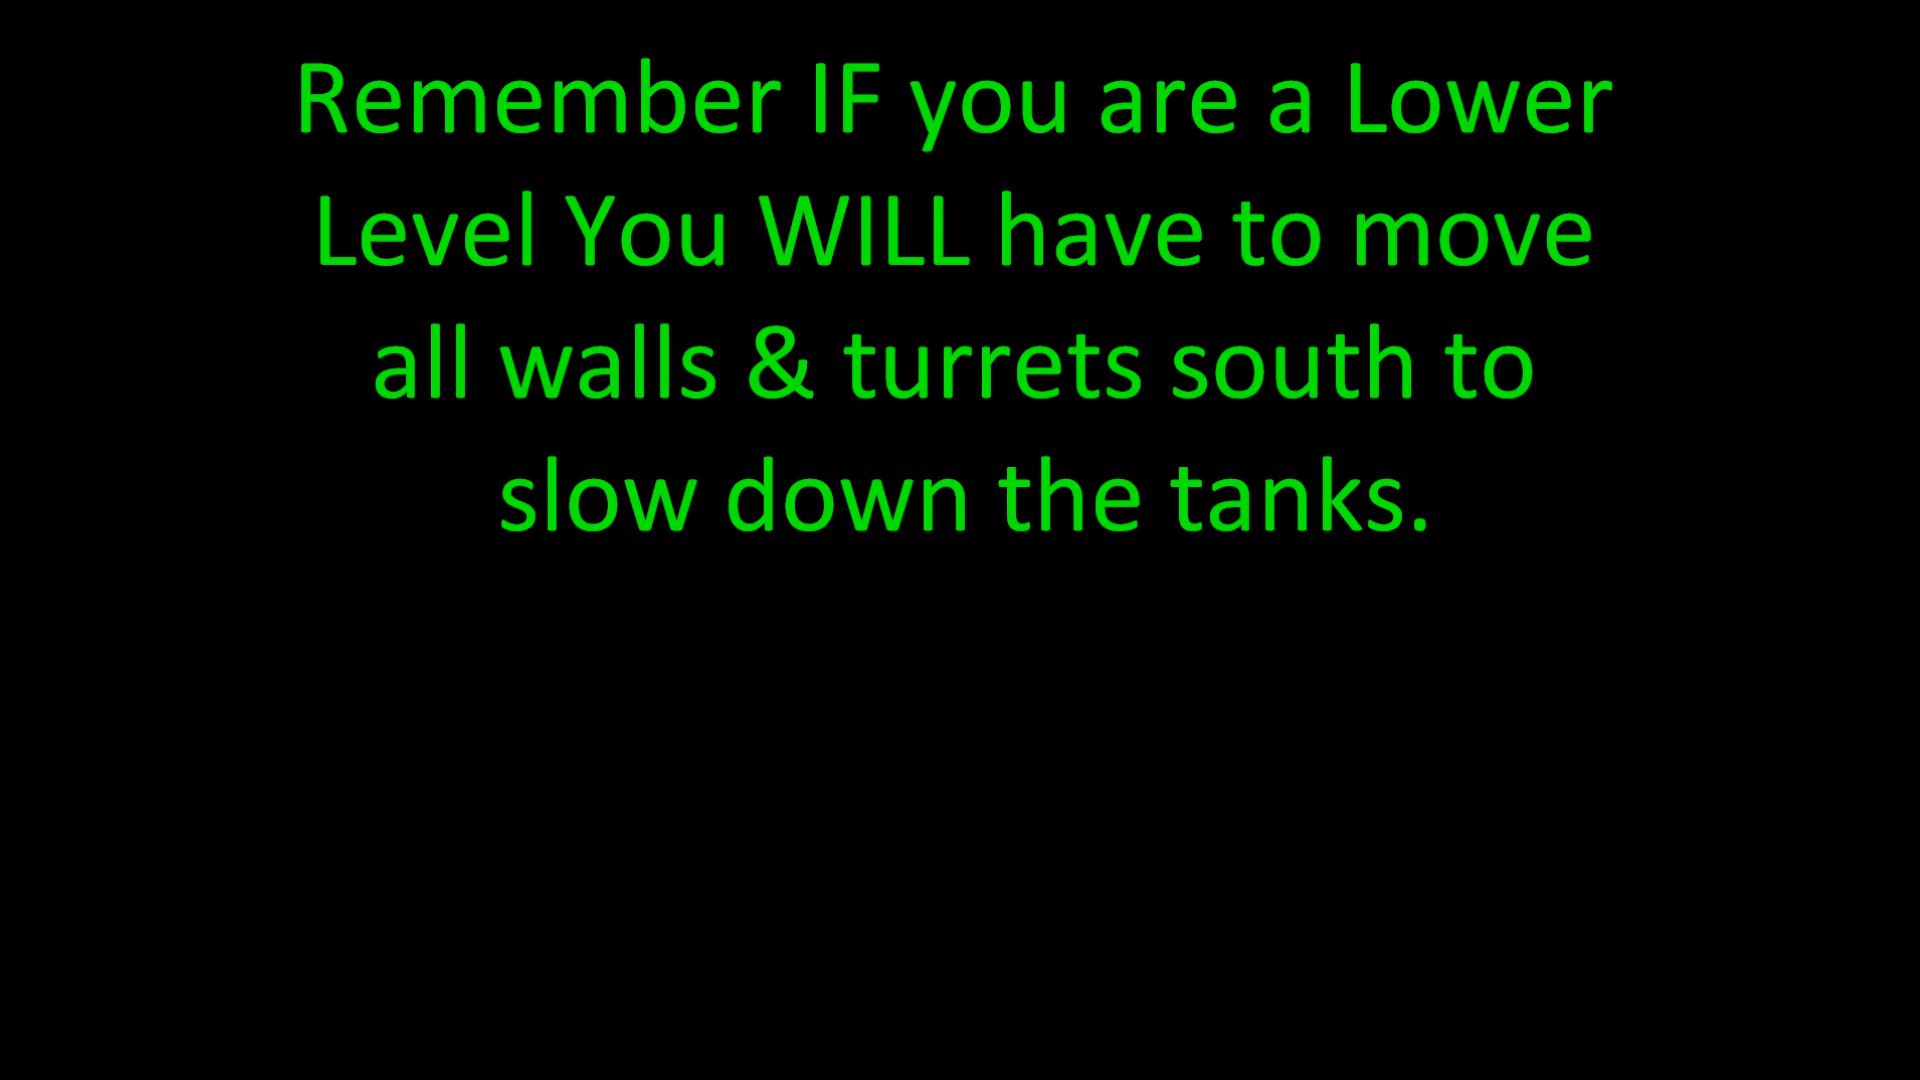 Remember IF you are a Lower
Level You WILL have to move
all walls & turrets south to
slow down the tanks.